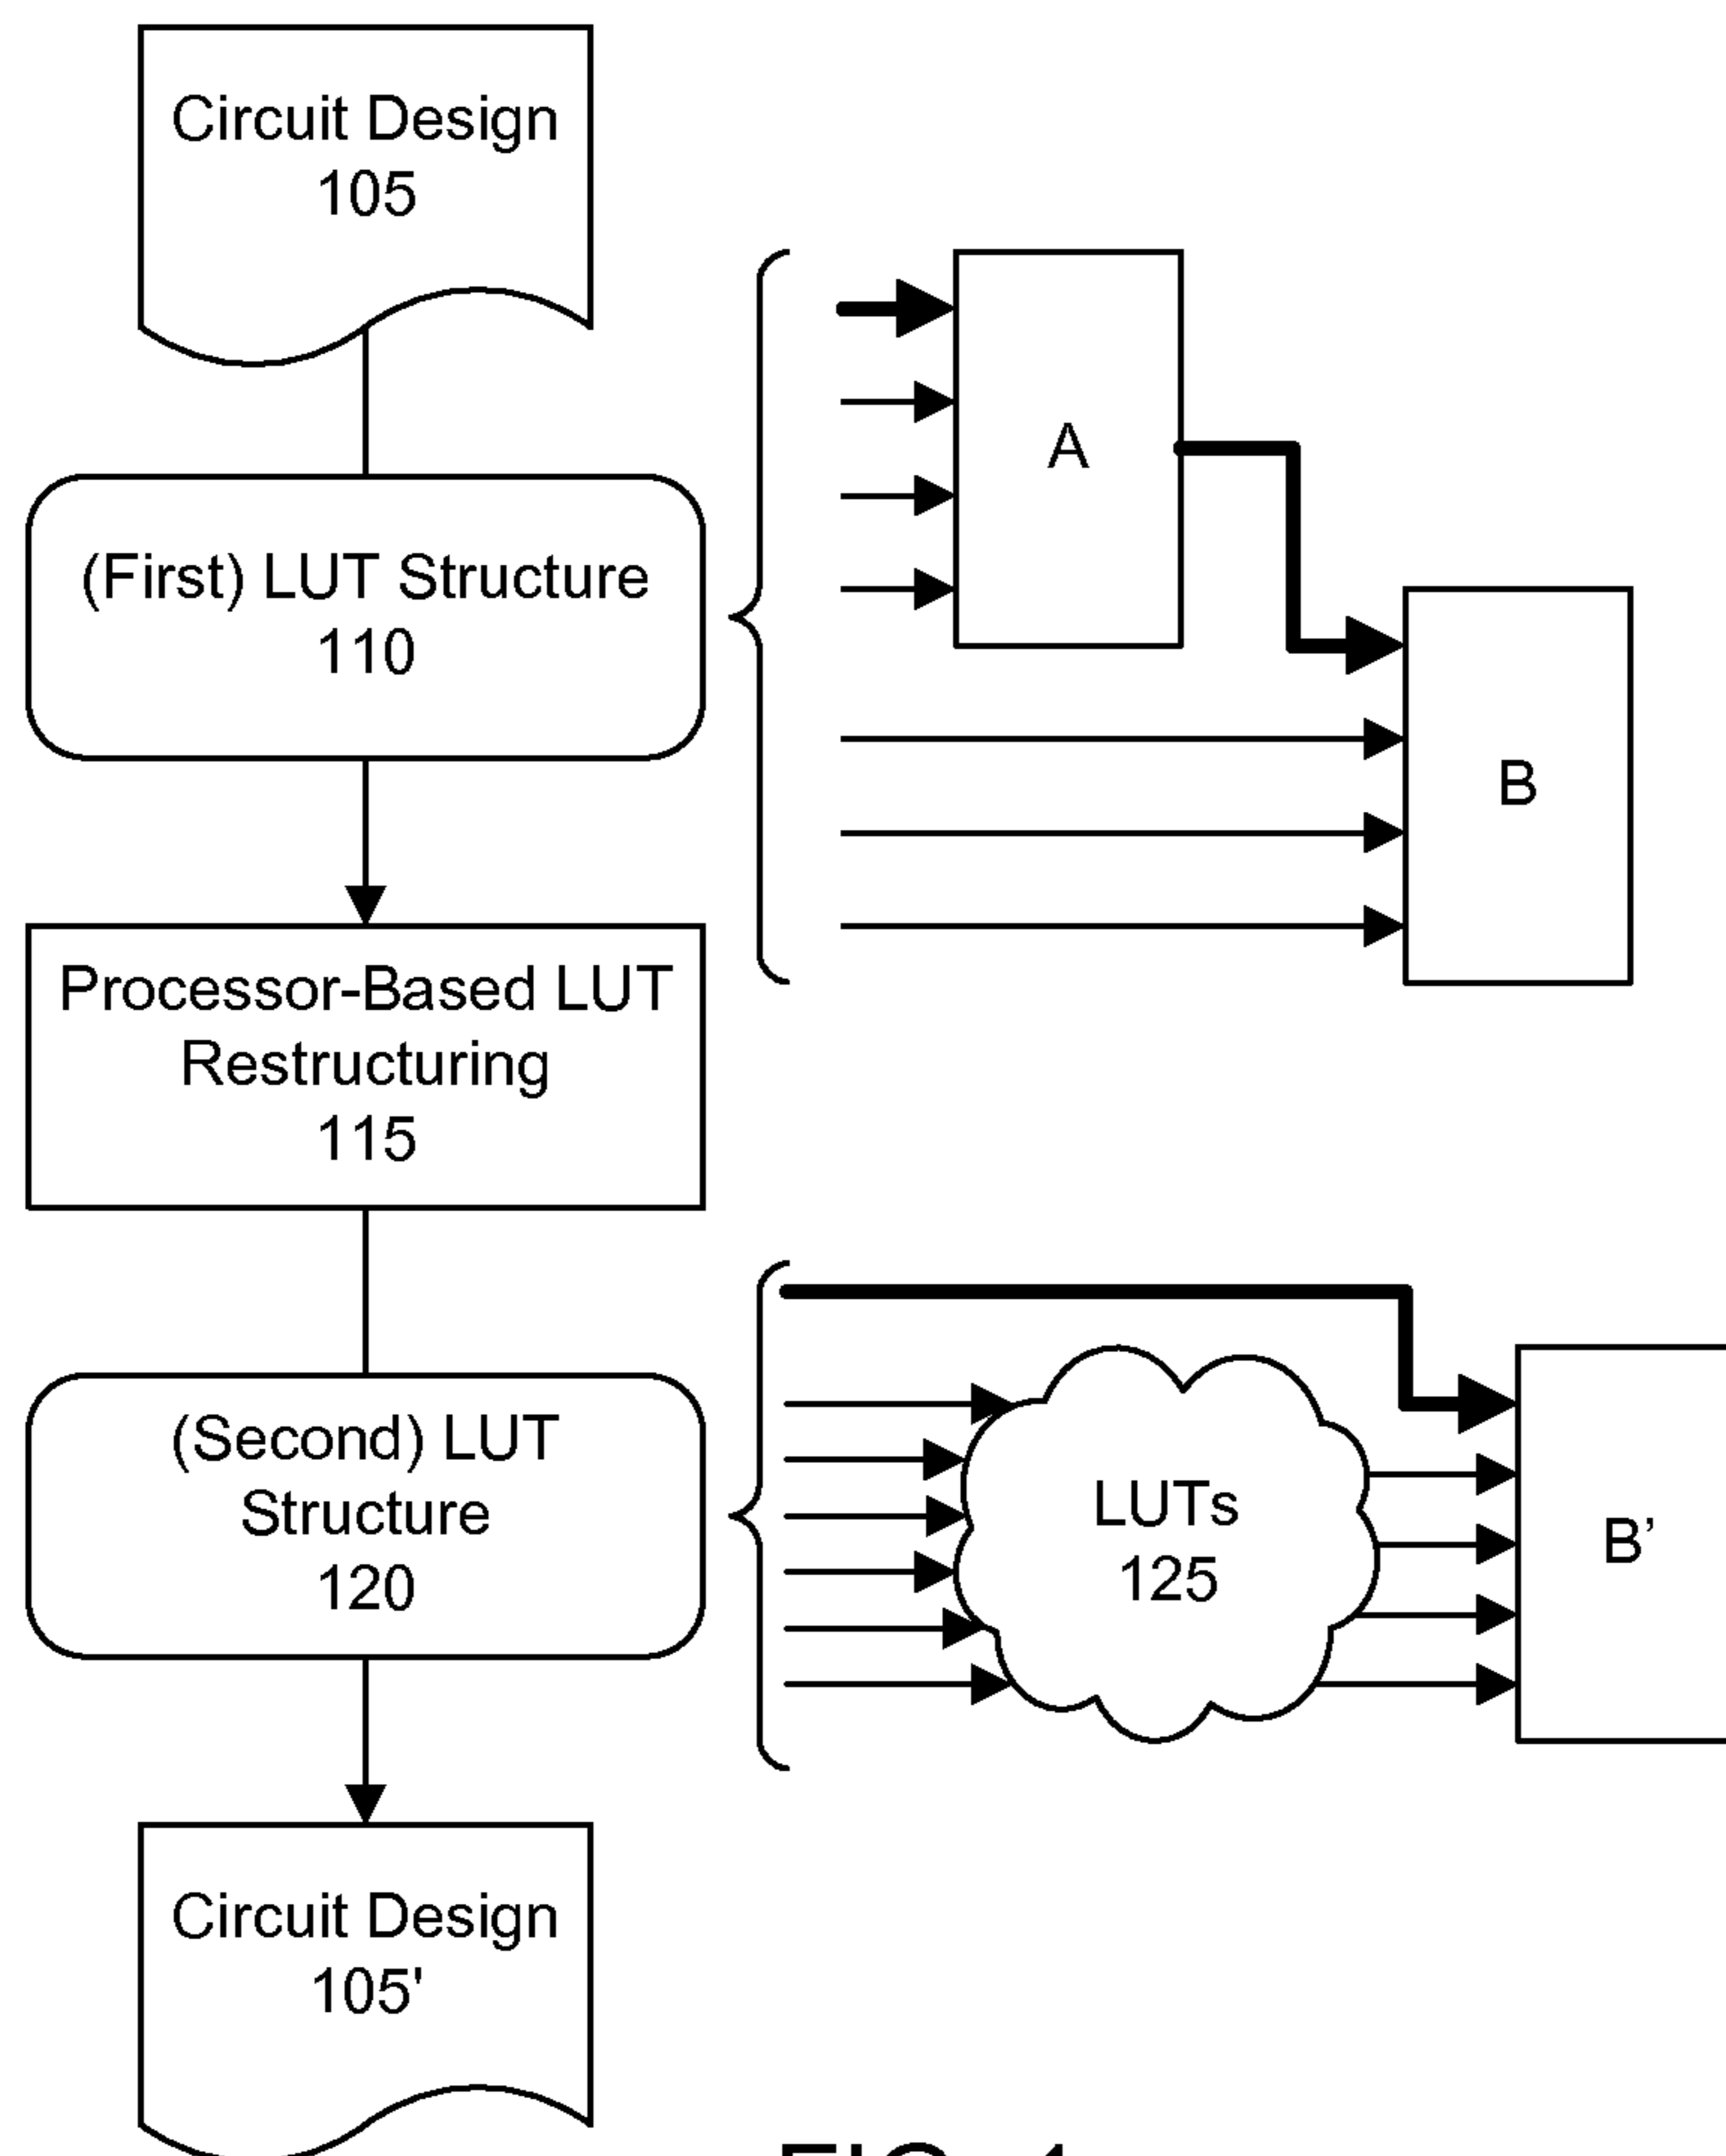 Circuit Design
105
(First) LUT Structure
110
A
B
Processor-Based LUT
Restructuring
115
(Second) LUT
Structure
120
LUTs
125
B’
Circuit Design
105'